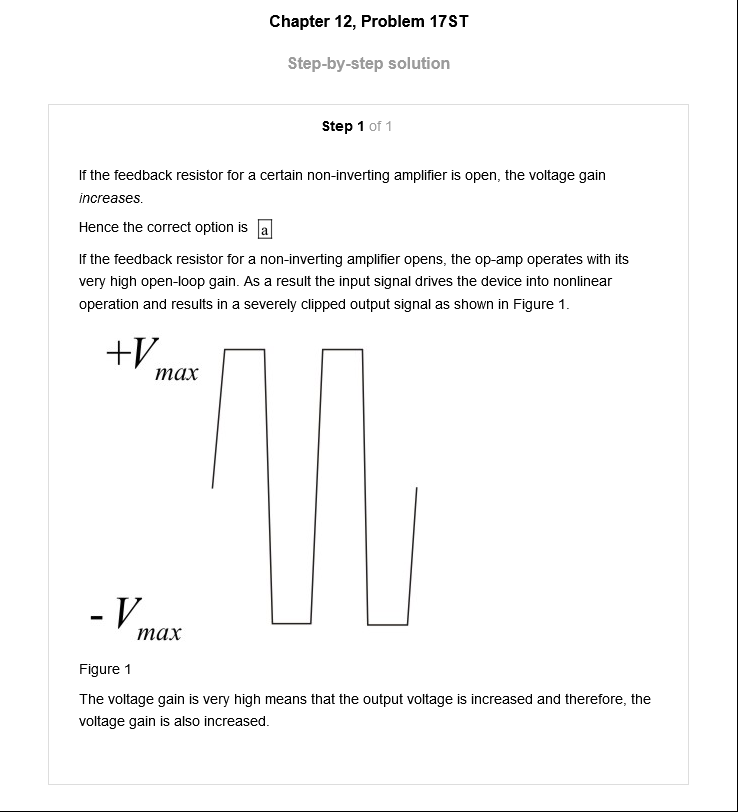 Chapter 12, Problem 17ST
Step-by-step solution
Step 1 of 1
If the feedback resistor for a certain non-inverting amplifier is open, the voltage gain
increases.
Hence the correct option is a
If the feedback resistor for a non-inverting amplifier opens, the op-amp operates with its
very high open-loop gain. As a result the input signal drives the device into nonlinear
operation and results in a severely clipped output signal as shown in Figure 1.
+V max
- V max
Figure 1
The voltage gain is very high means that the output voltage is increased and therefore, the
voltage gain is also increased.